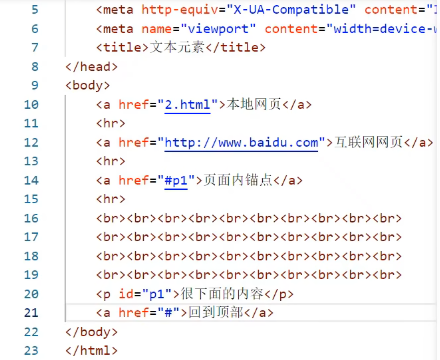 5 <meta http-equiv="X-UA-Compatible" content="
6 <meta name="viewport" content="width=device-w
7 <title>文本元素</title>
8 </head>
9 <body>
10 <a href="2.html">本地网页</a>
11 <hr>
12 <a href="http://www.baidu.com">互联网网页</a>
13 <hr>
14 <a href="#p1">页面内锚点</a>
15 <hr>
16 <br><br><br><br><br><br><br><br><br><br>
17 <br><br><br><br><br><br><br><br><br><br>
18 <br><br><br><br><br><br><br><br><br><br>
19 <br><br><br><br><br><br><br><br><br><br>
20 <p id="p1">很下面的内容</p>
21 <a href="#">回到顶部</a>
22 </body>
23 </html>